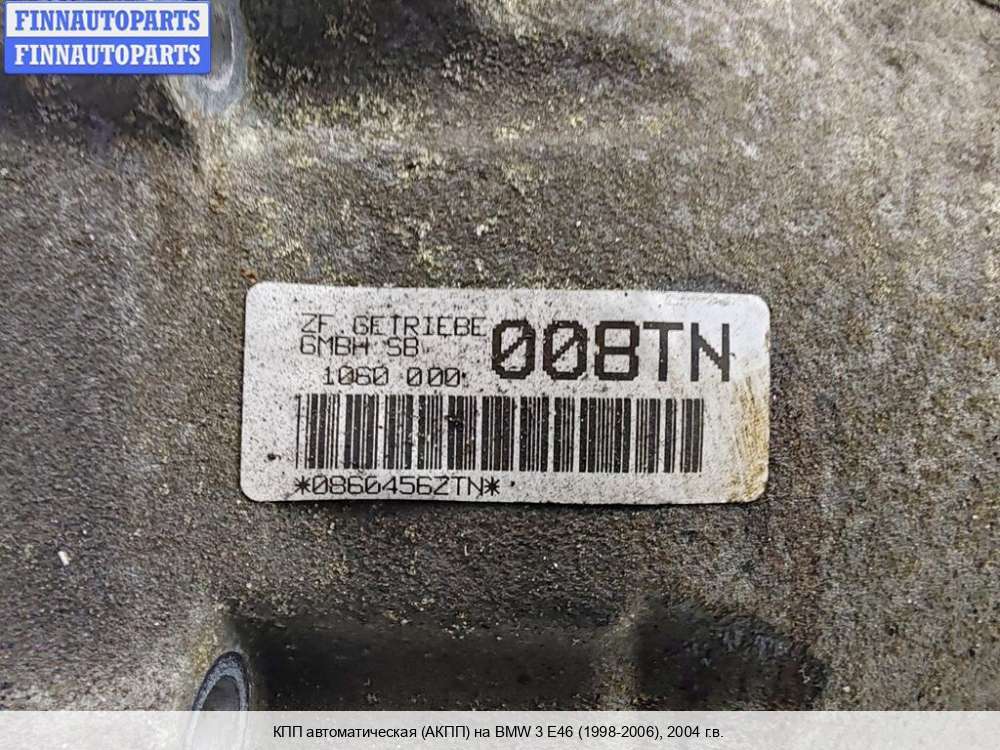 FINNAUTOPARTS
FINNAUTOPARTS
ZF GETRIEBE
GMBH SB
008TN
1060 000
*08604562TN*
КПП автоматическая (АКПП) на BMW 3 E46 (1998-2006), 2004 г.в.